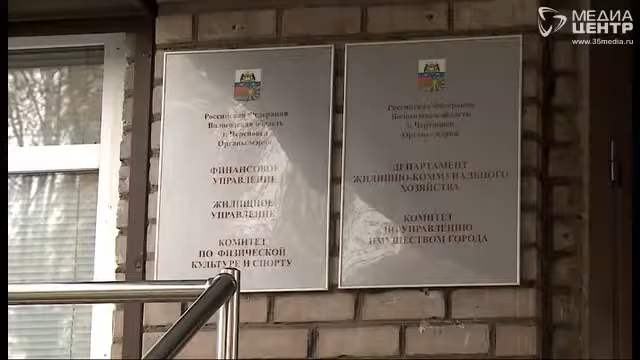 МЕДИА
ЦЕНТР
www.35media.ru
Российская Федерация
Вологодская область
г. Череповец
Органы мэрии
ФИНАНСОВОЕ
УПРАВЛЕНИЕ
ЖИЛИЩНОЕ
УПРАВЛЕНИЕ
КОМИТЕТ
ПО ФИЗИЧЕСКОЙ
КУЛЬТУРЕ И СПОРТУ
Российская Федерация
Вологодская область
г. Череповец
Органы мэрии
ДЕПАРТАМЕНТ
ЖИЛИЩНО-КОММУНАЛЬНОГО
ХОЗЯЙСТВА
КОМИТЕТ
ПО УПРАВЛЕНИЮ
ИМУЩЕСТВОМ ГОРОДА